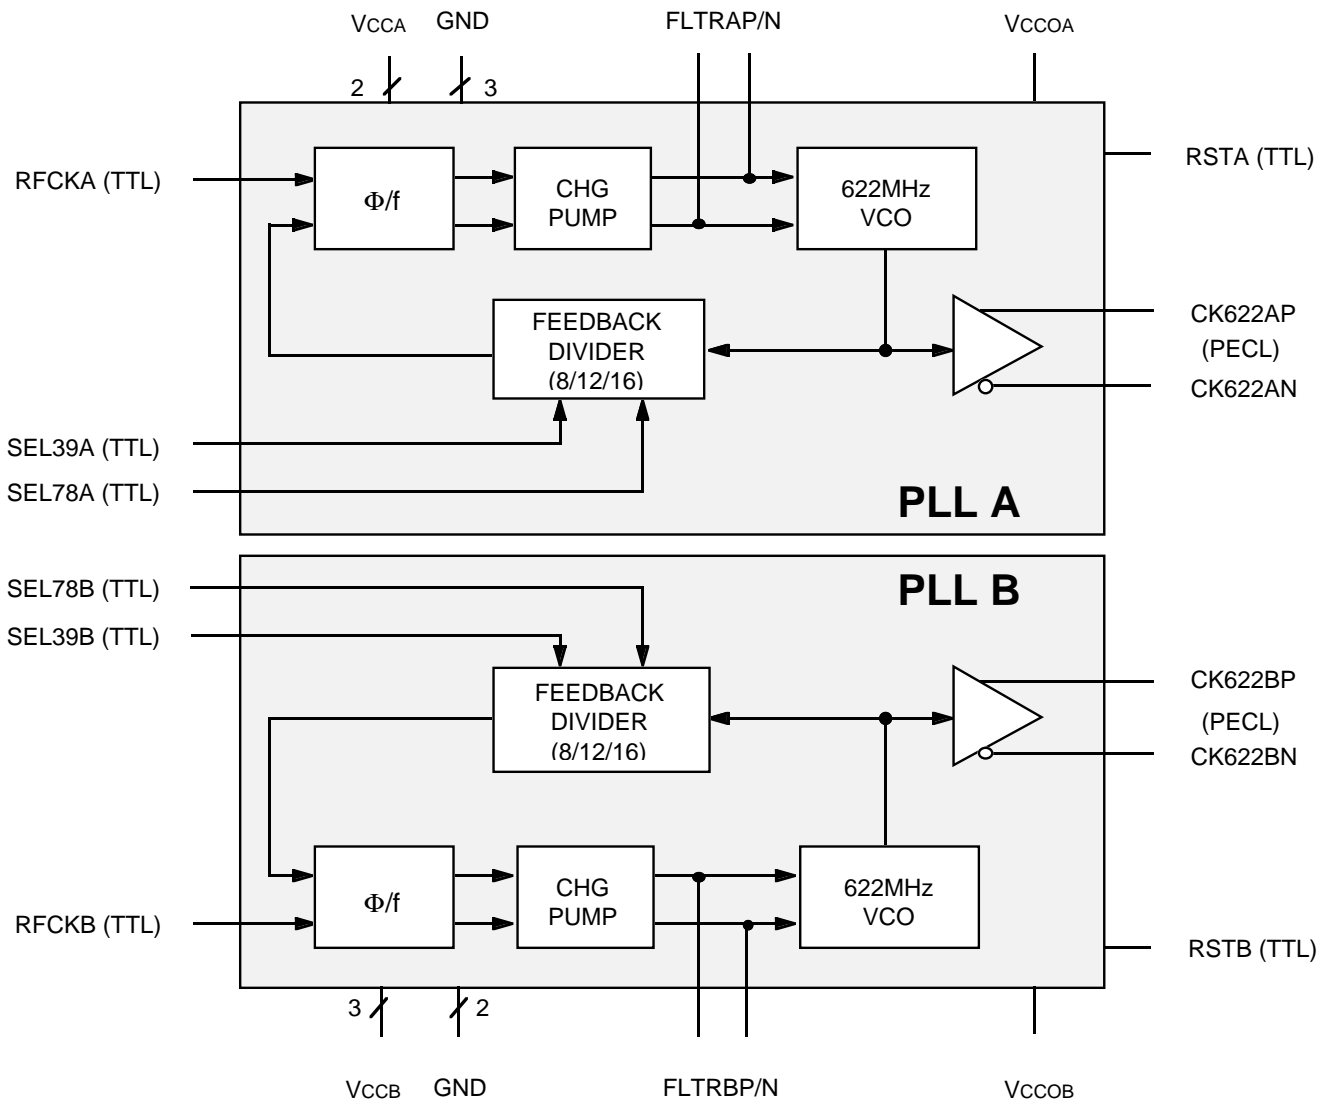 VCCA GND FLTRAP/N VCCOA
2 3
RFCKA (TTL) Φ/f CHG PUMP 622MHz VCO RSTA (TTL)
FEEDBACK
DIVIDER
(8/12/16)
CK622AP
(PECL)
CK622AN
SEL39A (TTL)
SEL78A (TTL)
PLL A
SEL78B (TTL)
SEL39B (TTL)
PLL B
FEEDBACK
DIVIDER
(8/12/16)
CK622BP
(PECL)
CK622BN
RFCKB (TTL) Φ/f CHG PUMP 622MHz VCO RSTB (TTL)
3 2
VCCB GND FLTRBP/N VCCOB